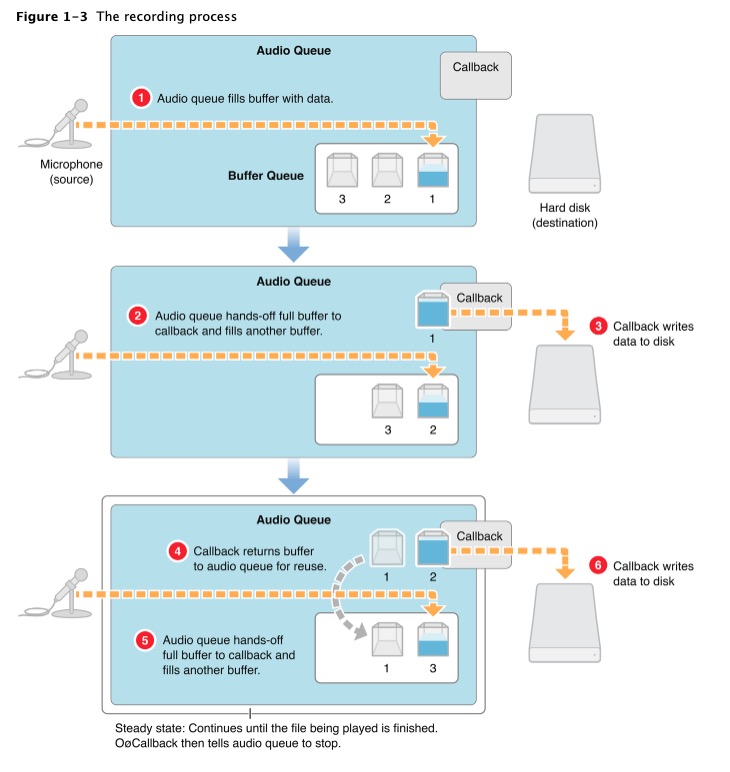 Figure 1-3 The recording process
Audio Queue
Callback
1 Audio queue fills buffer with data.
Microphone
(source)
Buffer Queue
3 2 1
Hard disk
(destination)
Audio Queue
2 Audio queue hands-off full buffer to
callback and fills another buffer.
Callback
1
3 Callback writes
data to disk
3 2
Audio Queue
4 Callback returns buffer
to audio queue for reuse.
Callback
1 2
6 Callback writes
data to disk
5 Audio queue hands-off
full buffer to callback and
fills another buffer.
1 3
Steady state: Continues until the file being played is finished.
OøCallback then tells audio queue to stop.